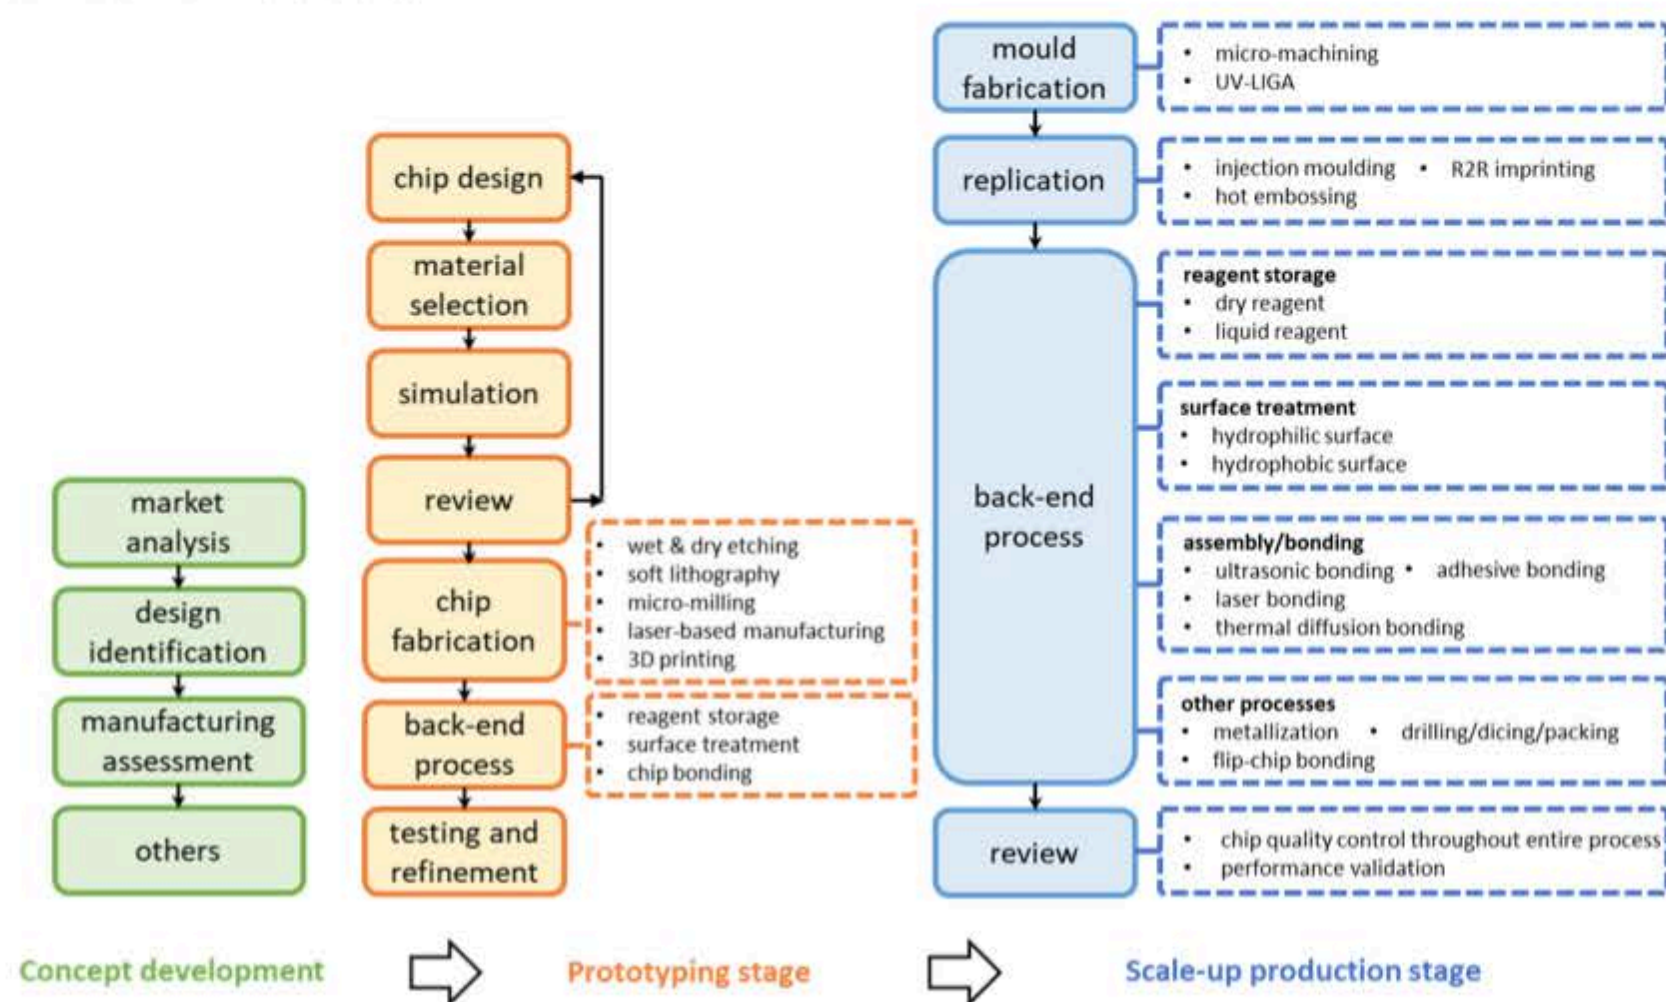 market
analysis
design
identification
manufacturing
assessment
others
Concept development
chip design
material
selection
simulation
review
chip
fabrication
• wet & dry etching
• soft lithography
• micro-milling
• laser-based manufacturing
• 3D printing
back-end
process
• reagent storage
• surface treatment
• chip bonding
testing and
refinement
Prototyping stage
mould
fabrication
• micro-machining
• UV-LIGA
replication
• injection moulding • R2R imprinting
• hot embossing
back-end
process
reagent storage
• dry reagent
• liquid reagent
surface treatment
• hydrophilic surface
• hydrophobic surface
assembly/bonding
• ultrasonic bonding • adhesive bonding
• laser bonding
• thermal diffusion bonding
other processes
• metallization • drilling/dicing/packing
• flip-chip bonding
review
• chip quality control throughout entire process
• performance validation
Scale-up production stage